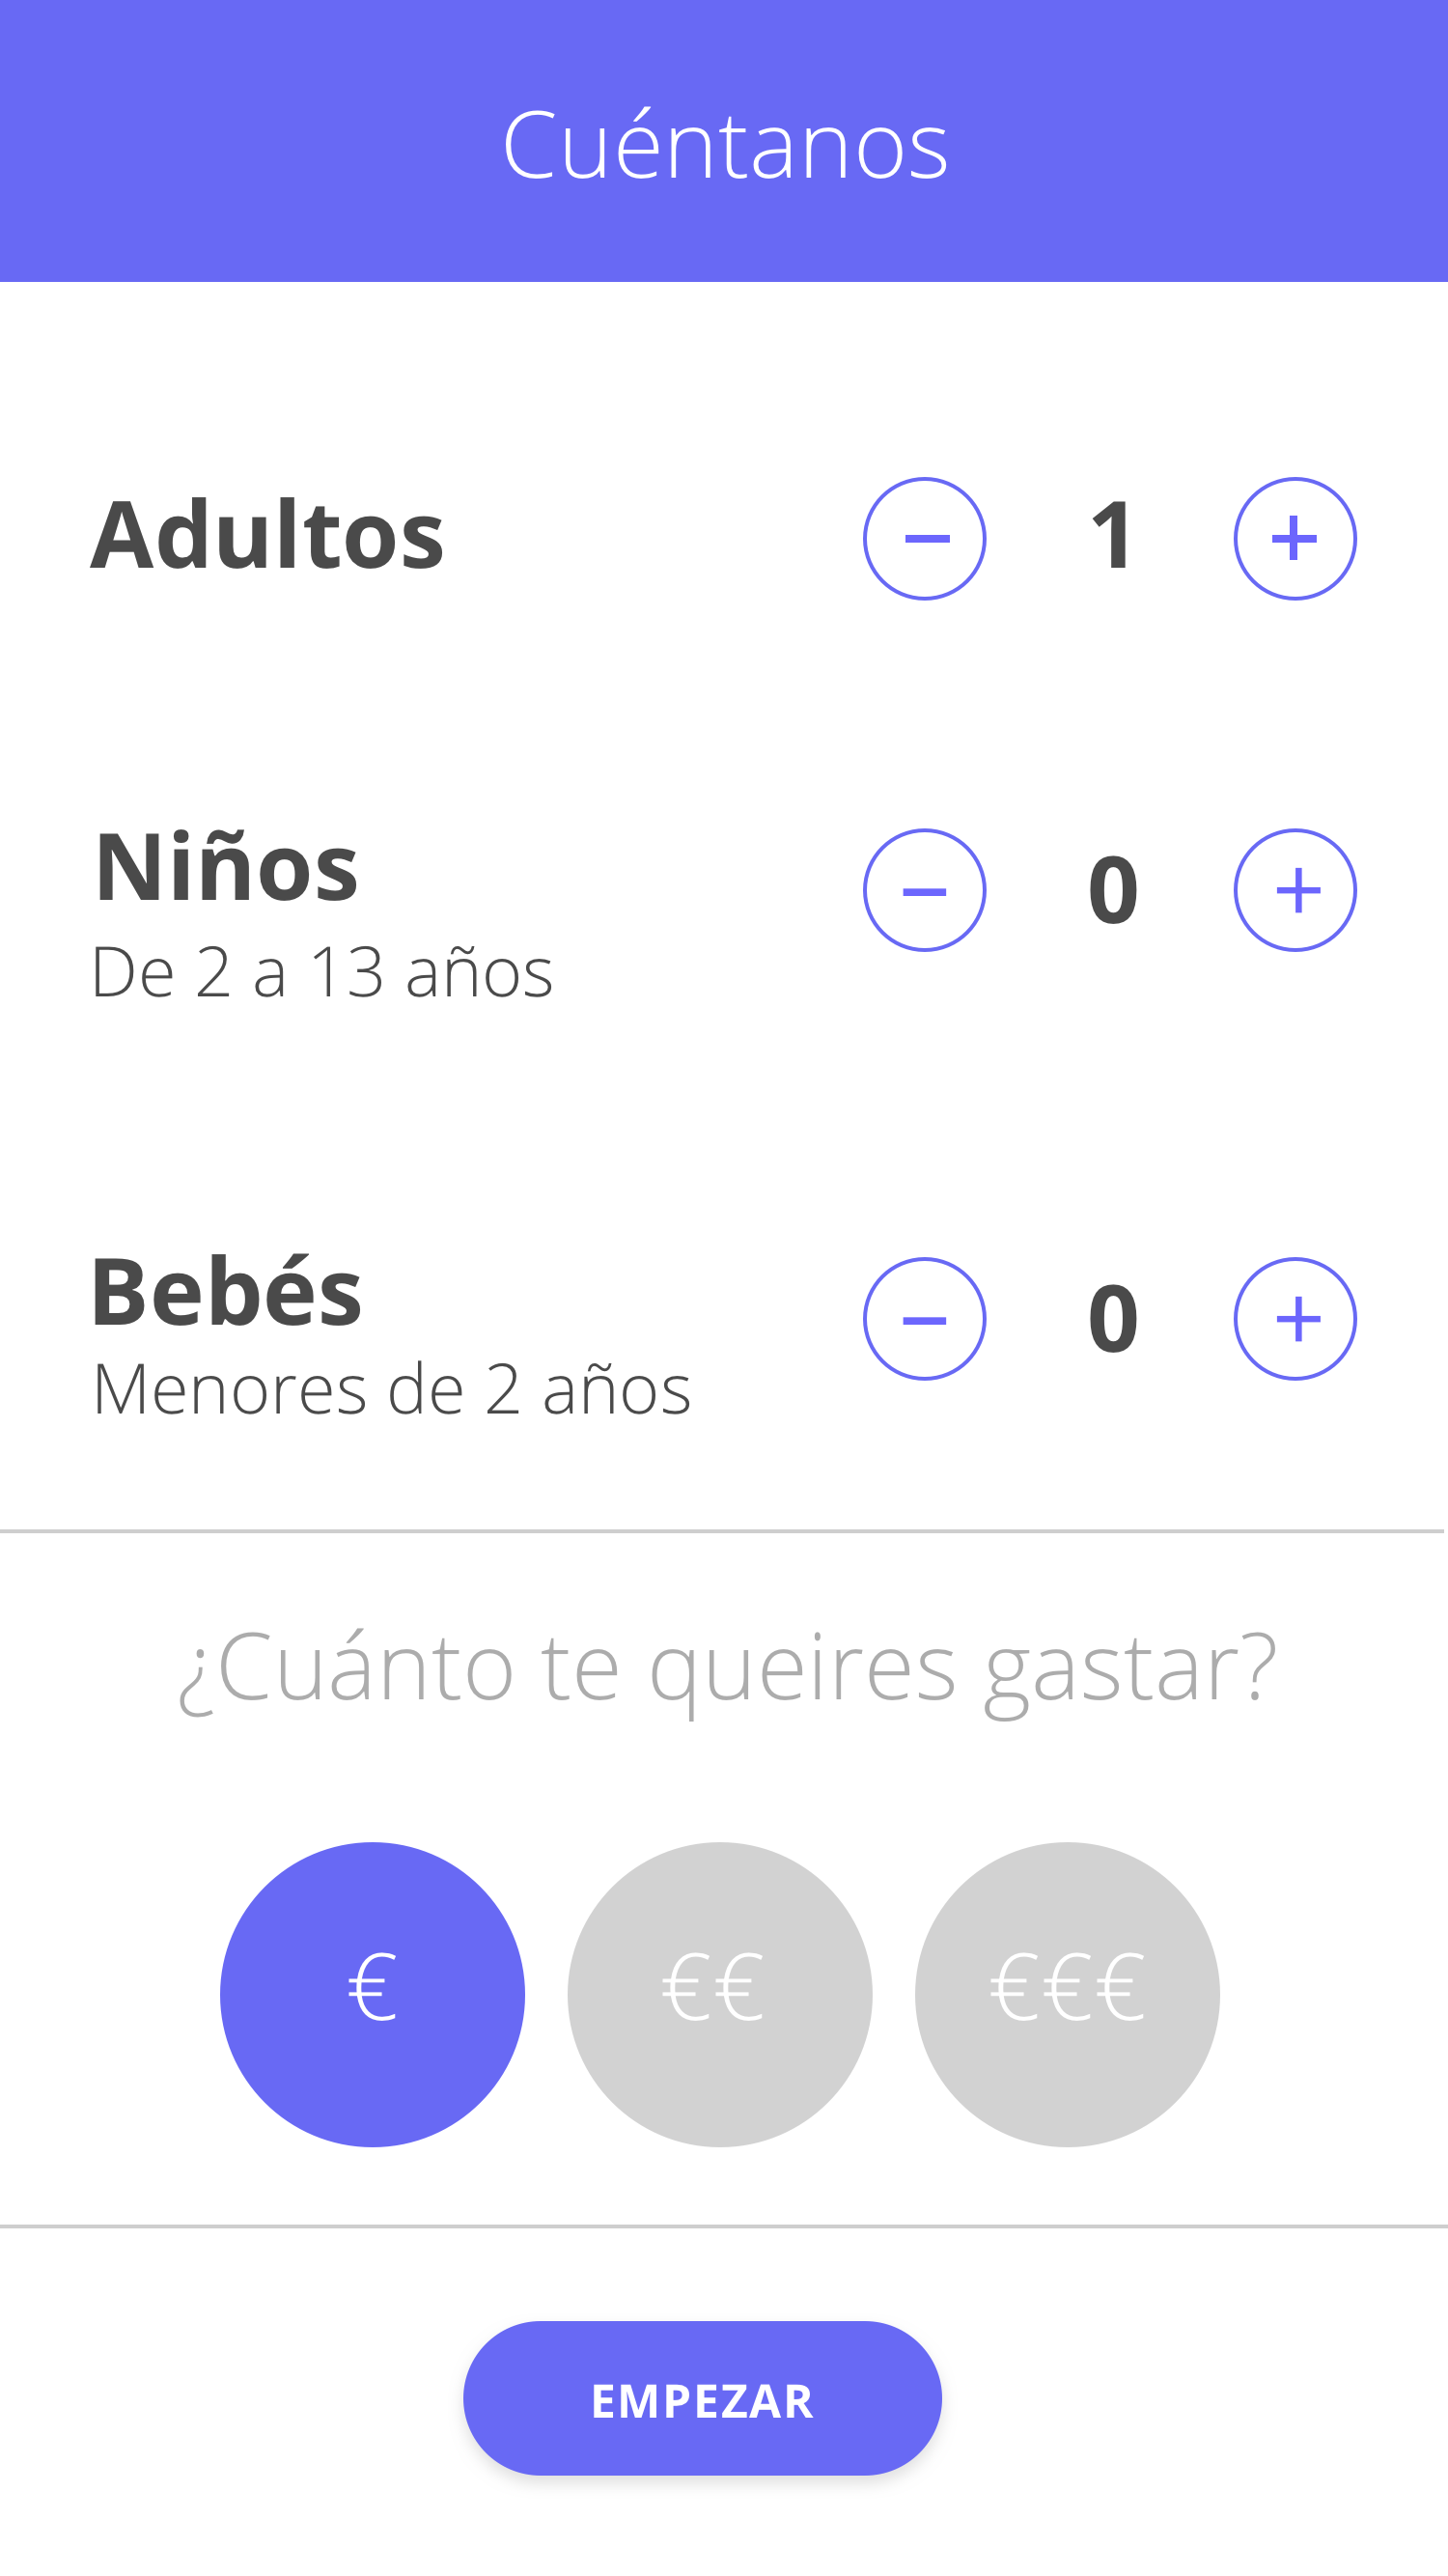 Cuéntanos
Adultos
− 1 +
Niños
De 2 a 13 años
− 0 +
Bebés
Menores de 2 años
− 0 +
¿Cuánto te queires gastar?
€ €€ €€€
EMPEZAR